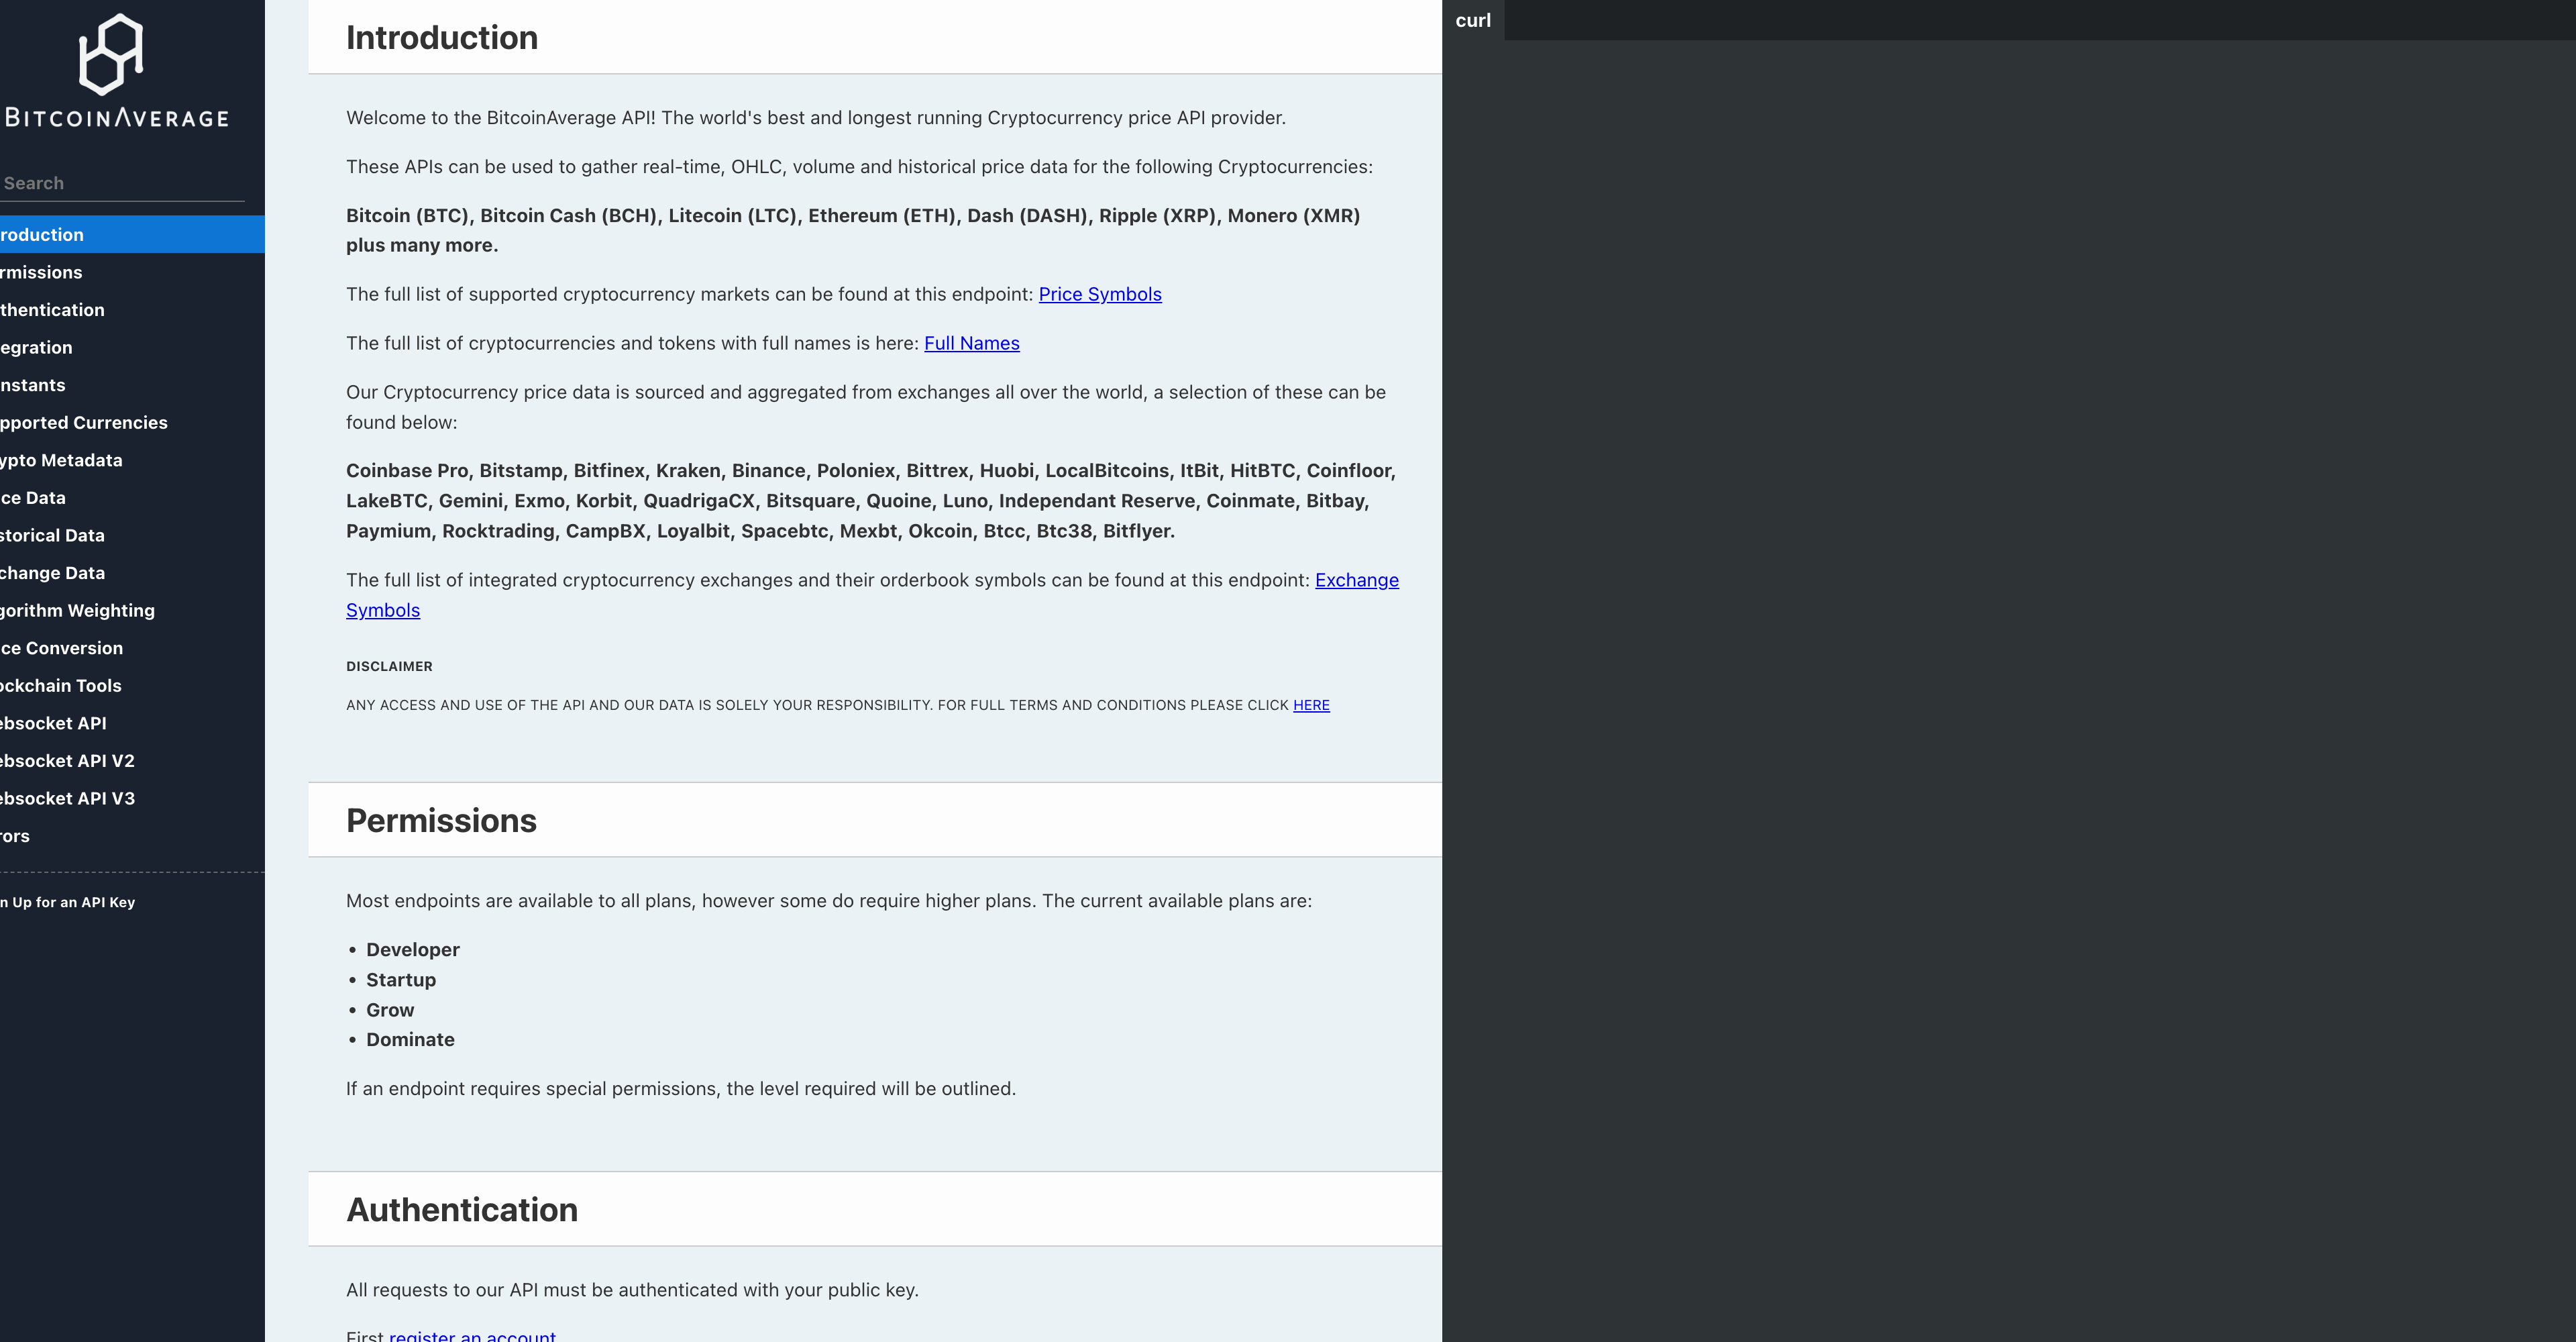 BITCOINAVERAGE
Search
roduction
rmissions
thentication
egration
nstants
pported Currencies
ypto Metadata
ce Data
storical Data
change Data
gorithm Weighting
ce Conversion
ockchain Tools
ebsocket API
ebsocket API V2
ebsocket API V3
rors
n Up for an API Key
Introduction
Welcome to the BitcoinAverage API! The world's best and longest running Cryptocurrency price API provider.
These APIs can be used to gather real-time, OHLC, volume and historical price data for the following Cryptocurrencies:
Bitcoin (BTC), Bitcoin Cash (BCH), Litecoin (LTC), Ethereum (ETH), Dash (DASH), Ripple (XRP), Monero (XMR)
plus many more.
The full list of supported cryptocurrency markets can be found at this endpoint: Price Symbols
The full list of cryptocurrencies and tokens with full names is here: Full Names
Our Cryptocurrency price data is sourced and aggregated from exchanges all over the world, a selection of these can be
found below:
Coinbase Pro, Bitstamp, Bitfinex, Kraken, Binance, Poloniex, Bittrex, Huobi, LocalBitcoins, ItBit, HitBTC, Coinfloor,
LakeBTC, Gemini, Exmo, Korbit, QuadrigaCX, Bitsquare, Quoine, Luno, Independant Reserve, Coinmate, Bitbay,
Paymium, Rocktrading, CampBX, Loyalbit, Spacebtc, Mexbt, Okcoin, Btcc, Btc38, Bitflyer.
The full list of integrated cryptocurrency exchanges and their orderbook symbols can be found at this endpoint: Exchange
Symbols
DISCLAIMER
ANY ACCESS AND USE OF THE API AND OUR DATA IS SOLELY YOUR RESPONSIBILITY. FOR FULL TERMS AND CONDITIONS PLEASE CLICK HERE
Permissions
Most endpoints are available to all plans, however some do require higher plans. The current available plans are:
• Developer
• Startup
• Grow
• Dominate
If an endpoint requires special permissions, the level required will be outlined.
Authentication
All requests to our API must be authenticated with your public key.
First register an account
curl